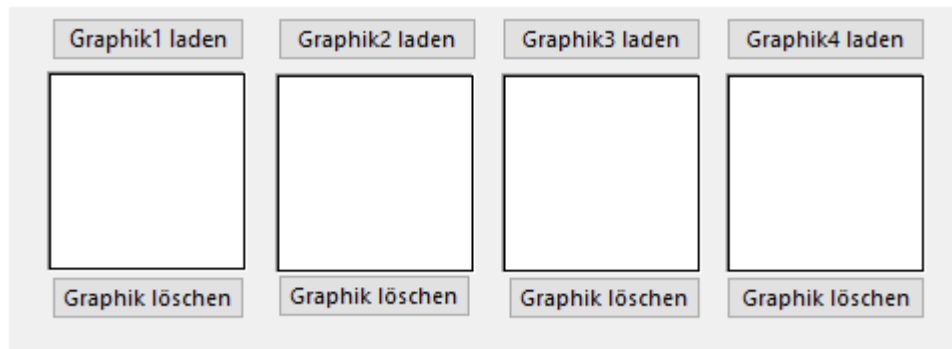 Graphik1 laden
Graphik2 laden
Graphik3 laden
Graphik4 laden
Graphik löschen
Graphik löschen
Graphik löschen
Graphik löschen